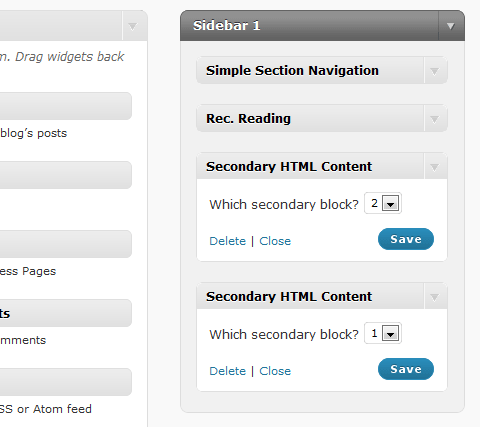 m. Drag widgets back
blog's posts
ess Pages
ts
mments
SS or Atom feed
Sidebar 1
Simple Section Navigation
Rec. Reading
Secondary HTML Content
Which secondary block? 2
Delete | Close Save
Secondary HTML Content
Which secondary block? 1
Delete | Close Save